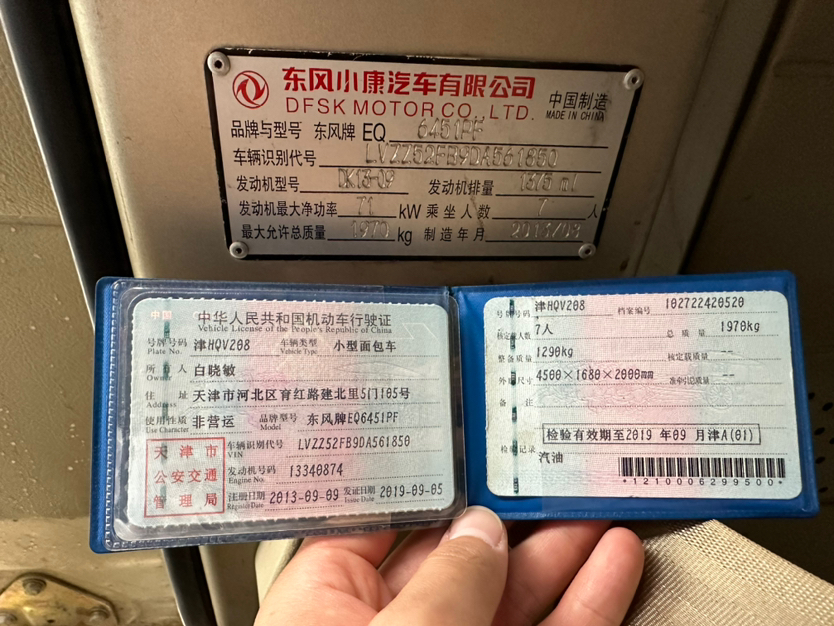 东风小康汽车有限公司
DFSK MOTOR CO., LTD.
中国制造
MADE IN CHINA
品牌与型号 东风牌 EQ 6451PF
车辆识别代号 LVZZ52FB9DA561850
发动机型号 DK13-09 发动机排量 1375 ml
发动机最大净功率 71 kW 乘坐人数 7 人
最大允许总质量 1970 kg 制造年月 2013/08
中华人民共和国机动车行驶证
Vehicle License of the People's Republic of China
号牌号码 津HQV208 车辆类型 小型面包车
Plate No. Vehicle Type
所有人 白晓敏
Owner
住址 天津市河北区育红路建北里5门105号
Address
使用性质 非营运 品牌型号 东风牌EQ6451PF
Use Character Model
天津市
公安交通
管理局
车辆识别代号 LVZZ52FB9DA561850
VIN
发动机号码 13340874
Engine No.
注册日期 2013-09-09 发证日期 2019-09-05
Register Date Issue Date
号牌号码 津HQV208 档案编号 102722420520
核定载人数 7人 总质量 1970kg
整备质量 1290kg 核定载质量 --
外廓尺寸 4500×1680×2000mm 准牵引总质量 --
备注
检验有效期至2019年09月津A(01)
检验记录
汽油
*1210006299500*